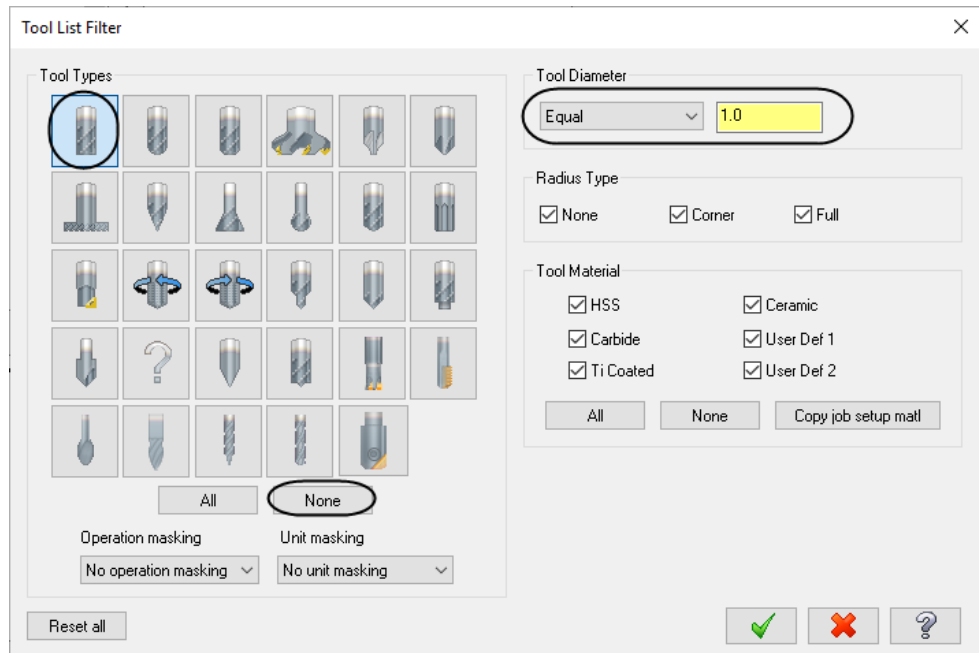 Tool List Filter
Tool Types
All
None
Operation masking
Unit masking
No operation masking
No unit masking
Reset all
Tool Diameter
Equal
1.0
Radius Type
None
Corner
Full
Tool Material
HSS
Ceramic
Carbide
User Def 1
Ti Coated
User Def 2
All
None
Copy job setup matl